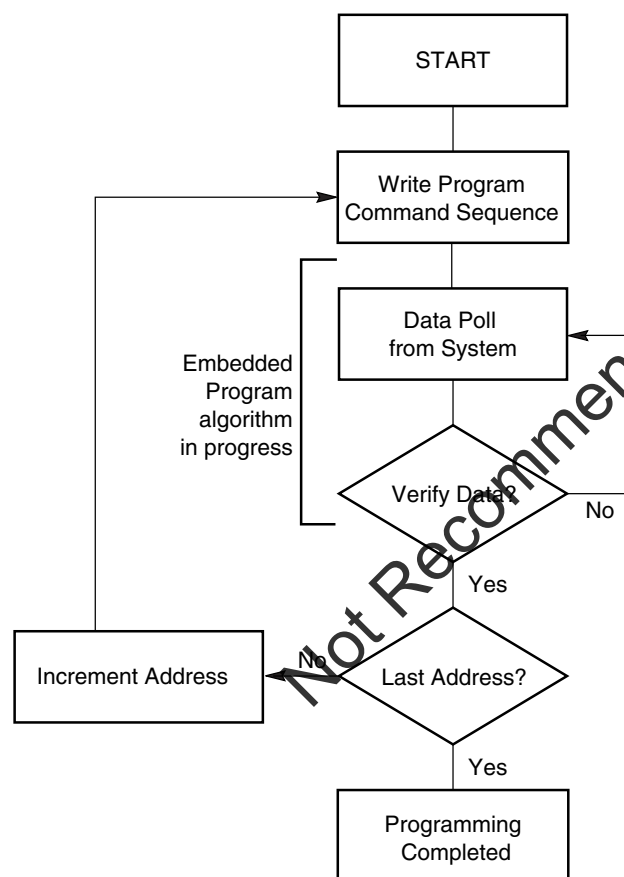 START
Write Program
Command Sequence
Data Poll
from System
Embedded
Program
algorithm
in progress
Verify Data?
No
Yes
Increment Address
No
Last Address?
Yes
Programming
Completed
Not Recommen